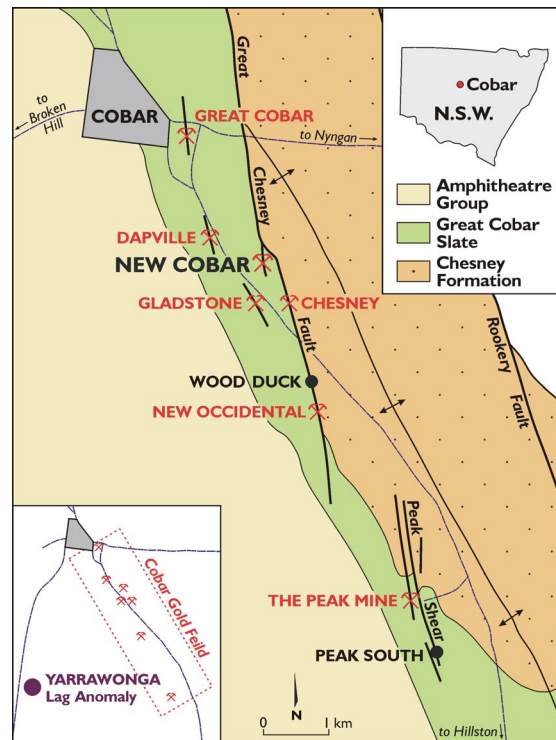 Great
Chesney
Fault
to
Broken
Hill
COBAR
GREAT COBAR
to Nyngan
DAPVILLE
NEW COBAR
GLADSTONE
CHESNEY
WOOD DUCK
NEW OCCIDENTAL
Rookery
Fault
Peak
Shear
THE PEAK MINE
PEAK SOUTH
to Hillston
N
0 1 km
Cobar
N.S.W.
Amphitheatre
Group
Great Cobar
Slate
Chesney
Formation
Cobar Gold Feild
YARRAWONGA
Lag Anomaly